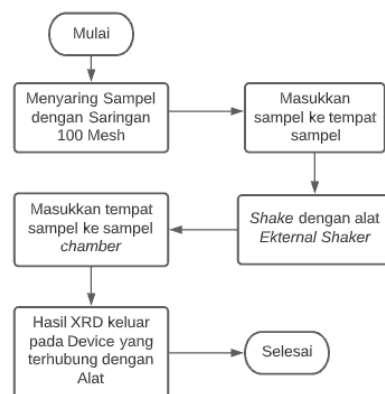 Mulai
Menyaring Sampel
dengan Saringan
100 Mesh
Masukkan
sampel ke tempat
sampel
Shake dengan alat
Ekternal Shaker
Masukkan tempat
sampel ke sampel
chamber
Hasil XRD keluar
pada Device yang
terhubung dengan
Alat
Selesai